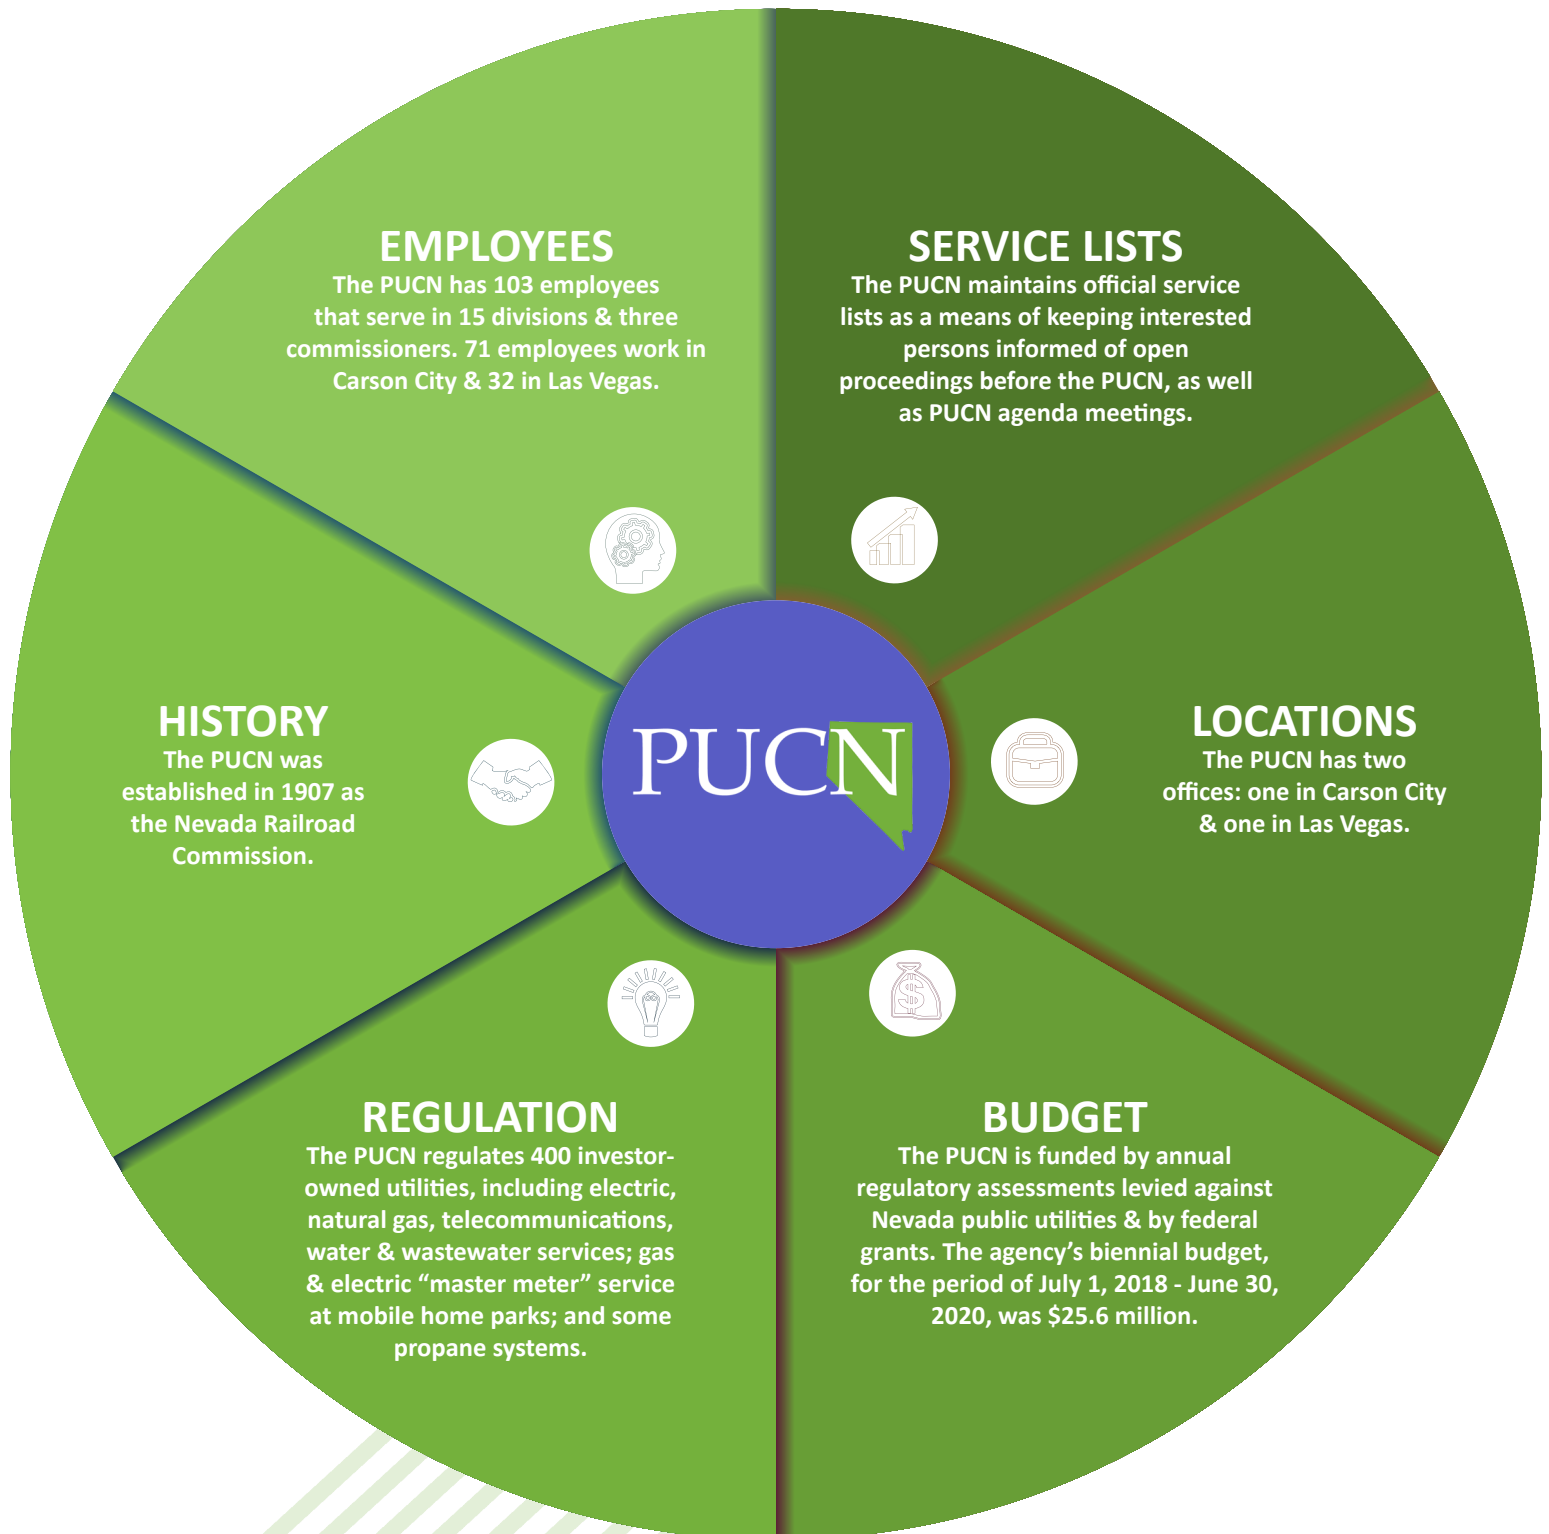 EMPLOYEES
The PUCN has 103 employees
that serve in 15 divisions & three
commissioners. 71 employees work in
Carson City & 32 in Las Vegas.
SERVICE LISTS
The PUCN maintains official service
lists as a means of keeping interested
persons informed of open
proceedings before the PUCN, as well
as PUCN agenda meetings.
HISTORY
The PUCN was
established in 1907 as
the Nevada Railroad
Commission.
PUCN
LOCATIONS
The PUCN has two
offices: one in Carson City
& one in Las Vegas.
REGULATION
The PUCN regulates 400 investor-
owned utilities, including electric,
natural gas, telecommunications,
water & wastewater services; gas
& electric “master meter” service
at mobile home parks; and some
propane systems.
BUDGET
The PUCN is funded by annual
regulatory assessments levied against
Nevada public utilities & by federal
grants. The agency’s biennial budget,
for the period of July 1, 2018 - June 30,
2020, was $25.6 million.
$